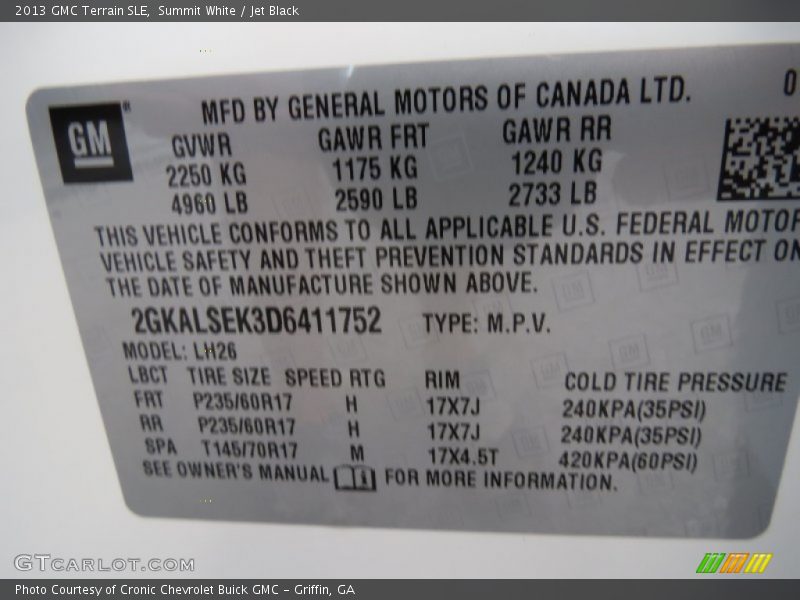 2013 GMC Terrain SLE,  Summit White / Jet Black
MFD BY GENERAL MOTORS OF CANADA LTD. 0
GM
GVWR GAWR FRT GAWR RR
2250 KG 1175 KG 1240 KG
4960 LB 2590 LB 2733 LB
THIS VEHICLE CONFORMS TO ALL APPLICABLE U.S. FEDERAL MOTOR
VEHICLE SAFETY AND THEFT PREVENTION STANDARDS IN EFFECT ON
THE DATE OF MANUFACTURE SHOWN ABOVE.
2GKALSEK3D6411752 TYPE: M.P.V.
MODEL: LH26
LBCT TIRE SIZE SPEED RTG RIM COLD TIRE PRESSURE
FRT P235/60R17 H 17X7J 240KPA(35PSI)
RR P235/60R17 H 17X7J 240KPA(35PSI)
SPA T145/70R17 M 17X4.5T 420KPA(60PSI)
SEE OWNER'S MANUAL FOR MORE INFORMATION.
GTCARLOT.COM
Photo Courtesy of Cronic Chevrolet Buick GMC – Griffin, GA